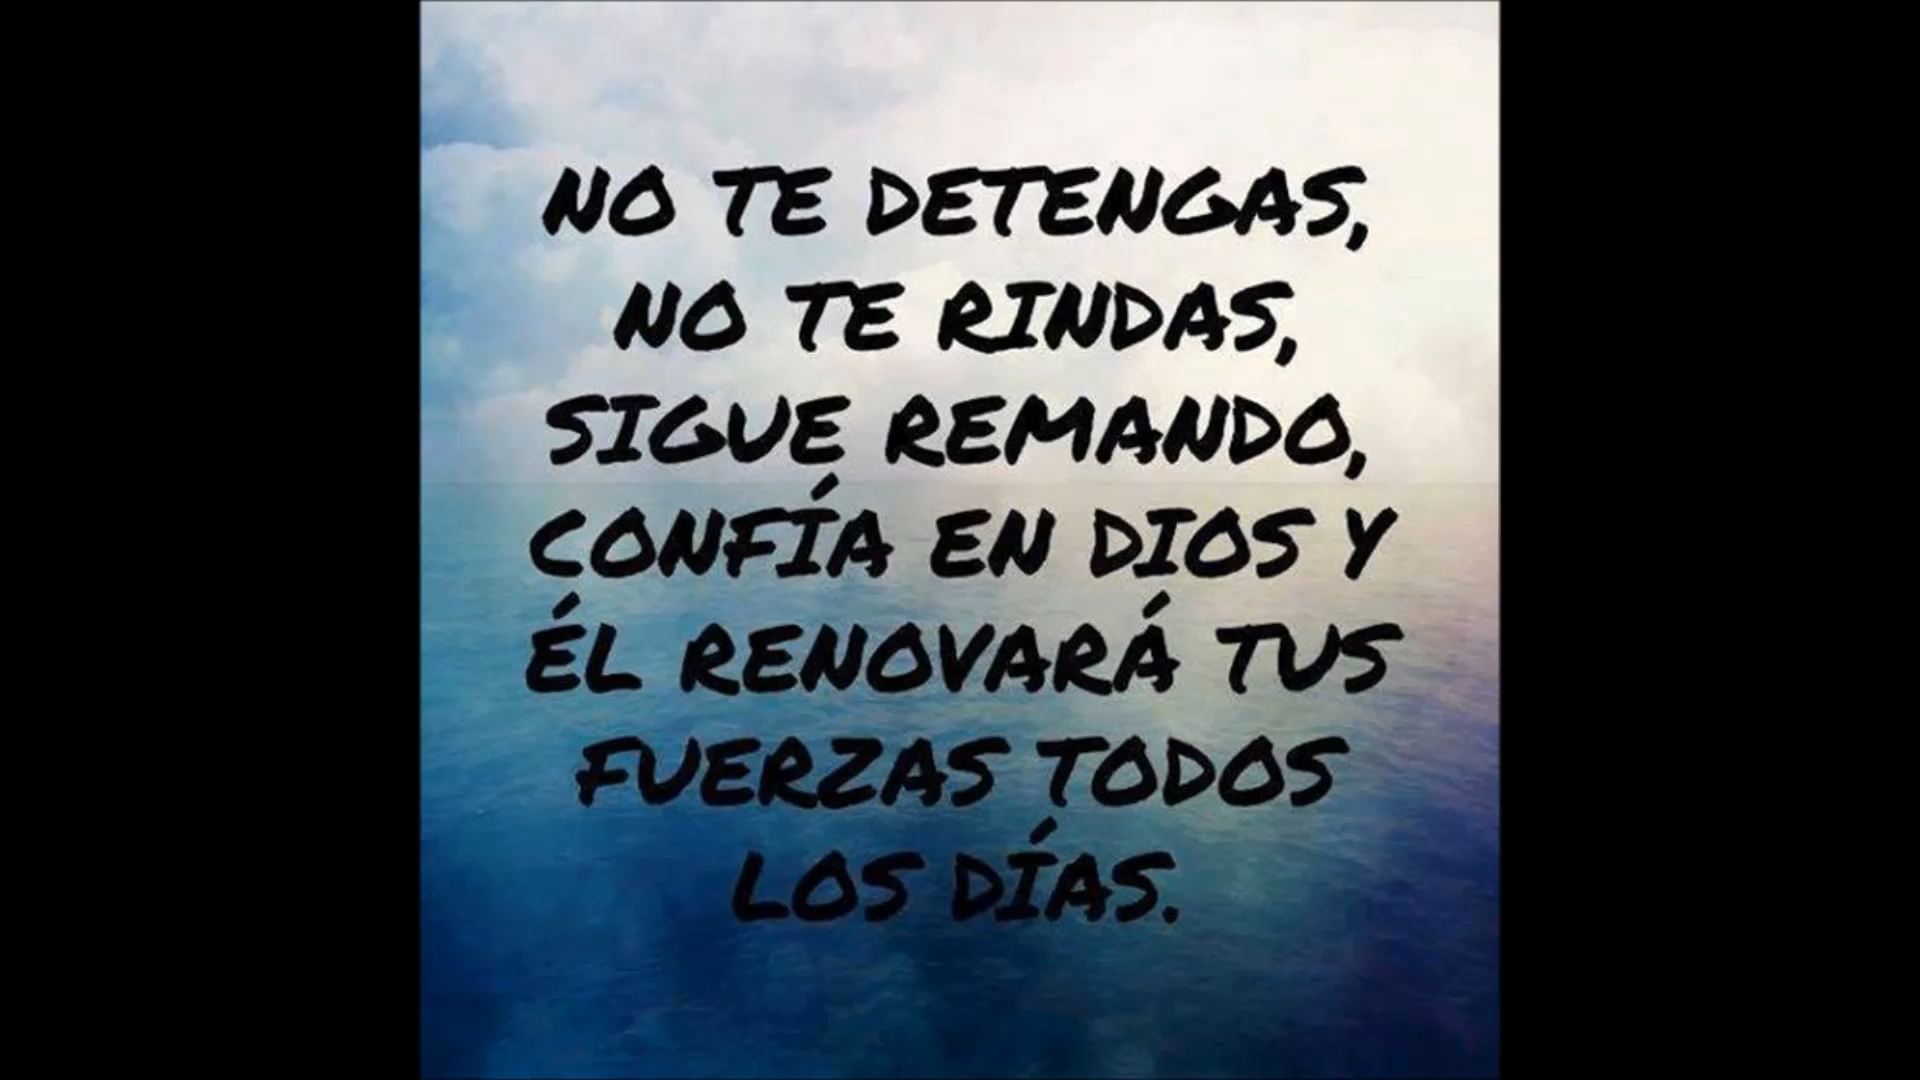 NO TE DETENGAS,
NO TE RINDAS,
SIGUE REMANDO,
CONFÍA EN DIOS Y
ÉL RENOVARÁ TUS
FUERZAS TODOS
LOS DÍAS.